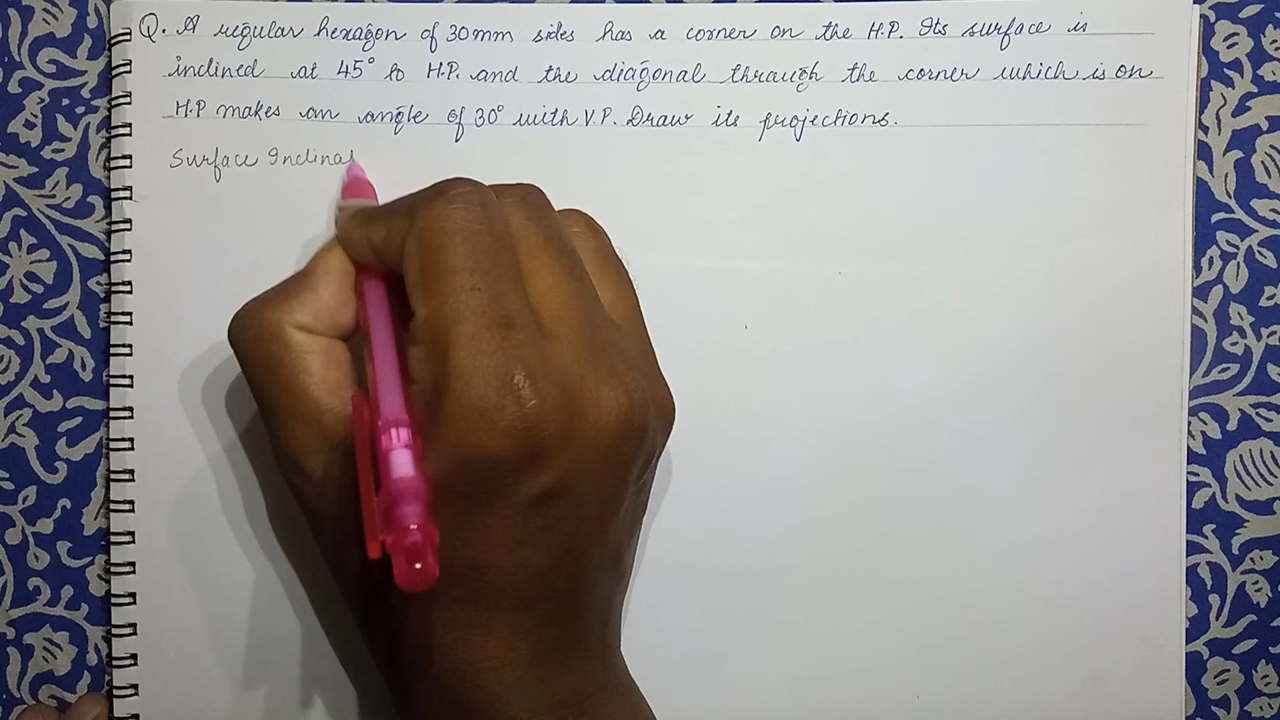 Q. A regular hexagon of 30mm sides has a corner on the H.P. Its surface is
inclined at 45° to H.P. and the diagonal through the corner which is on
H.P makes an angle of 30° with V.P. Draw its projections.
Surface Inclinat